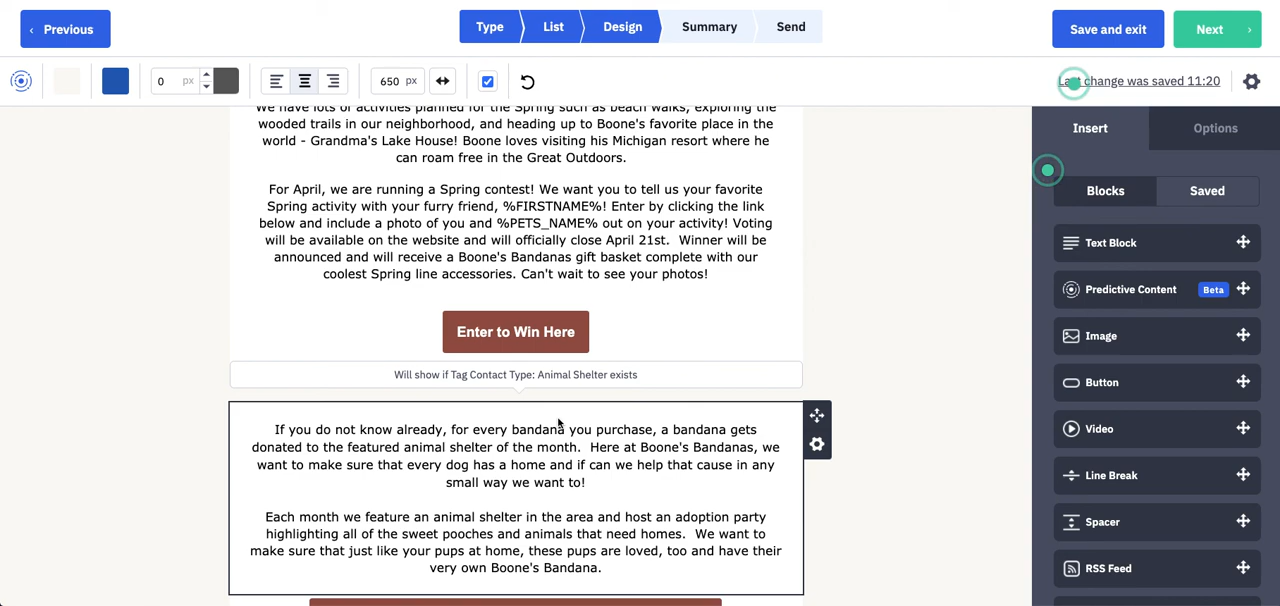 ‹ Previous
Type
List
Design
Summary
Send
Save and exit
Next ›
0 px
650 px
Last change was saved 11:20
We have lots of activities planned for the Spring such as beach walks, exploring the
wooded trails in our neighborhood, and heading up to Boone's favorite place in the
world - Grandma's Lake House! Boone loves visiting his Michigan resort where he
can roam free in the Great Outdoors.
For April, we are running a Spring contest! We want you to tell us your favorite
Spring activity with your furry friend, %FIRSTNAME%! Enter by clicking the link
below and include a photo of you and %PETS_NAME% out on your activity! Voting
will be available on the website and will officially close April 21st. Winner will be
announced and will receive a Boone's Bandanas gift basket complete with our
coolest Spring line accessories. Can't wait to see your photos!
Enter to Win Here
Will show if Tag Contact Type: Animal Shelter exists
If you do not know already, for every bandana you purchase, a bandana gets
donated to the featured animal shelter of the month. Here at Boone's Bandanas, we
want to make sure that every dog has a home and if can we help that cause in any
small way we want to!
Each month we feature an animal shelter in the area and host an adoption party
highlighting all of the sweet pooches and animals that need homes. We want to
make sure that just like your pups at home, these pups are loved, too and have their
very own Boone's Bandana.
Insert
Options
Blocks
Saved
Text Block
Predictive Content Beta
Image
Button
Video
Line Break
Spacer
RSS Feed